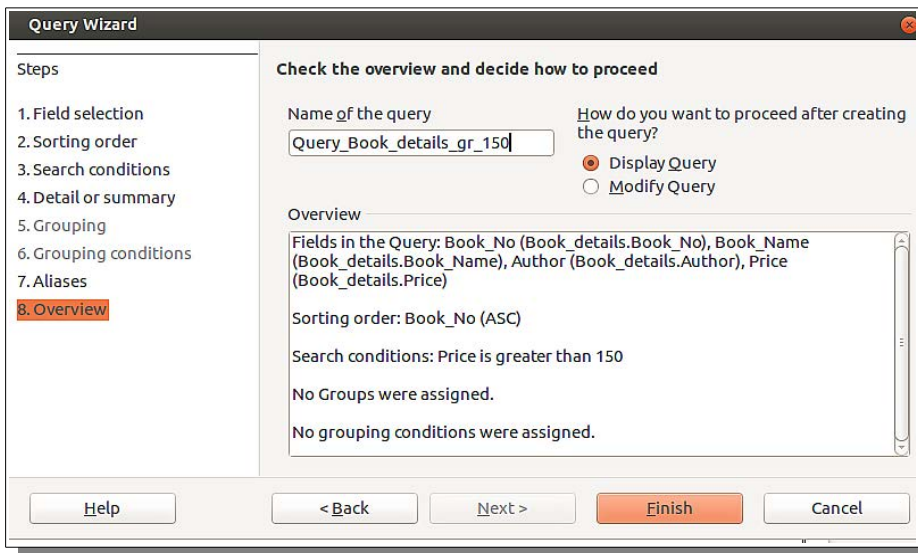 Query Wizard
Steps
1. Field selection
2. Sorting order
3. Search conditions
4. Detail or summary
5. Grouping
6. Grouping conditions
7. Aliases
8. Overview
Check the overview and decide how to proceed
Name of the query
Query_Book_details_gr_150
How do you want to proceed after creating
the query?
Display Query
Modify Query
Overview
Fields in the Query: Book_No (Book_details.Book_No), Book_Name
(Book_details.Book_Name), Author (Book_details.Author), Price
(Book_details.Price)
Sorting order: Book_No (ASC)
Search conditions: Price is greater than 150
No Groups were assigned.
No grouping conditions were assigned.
Help
< Back
Next >
Finish
Cancel